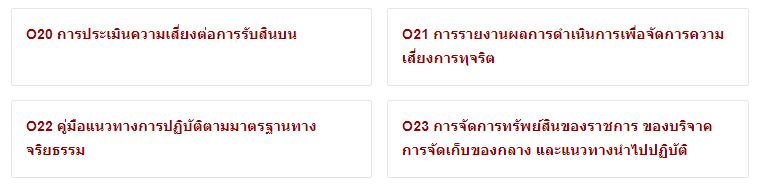 O20 การประเมินความเสี่ยงต่อการรับสินบน
O21 การรายงานผลการดำเนินการเพื่อจัดการความ
เสี่ยงการทุจริต
O22 คู่มือแนวทางการปฏิบัติตามมาตรฐานทาง
จริยธรรม
O23 การจัดการทรัพย์สินของราชการ ของบริจาค
การจัดเก็บของกลาง และแนวทางนำไปปฏิบัติ